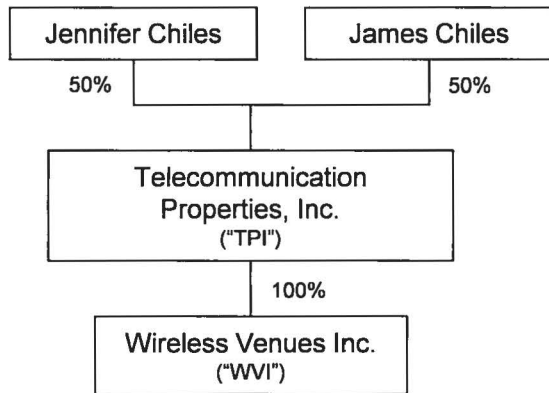 Jennifer Chiles
James Chiles
50%
50%
Telecommunication
Properties, Inc.
("TPI")
100%
Wireless Venues Inc.
("WVI")